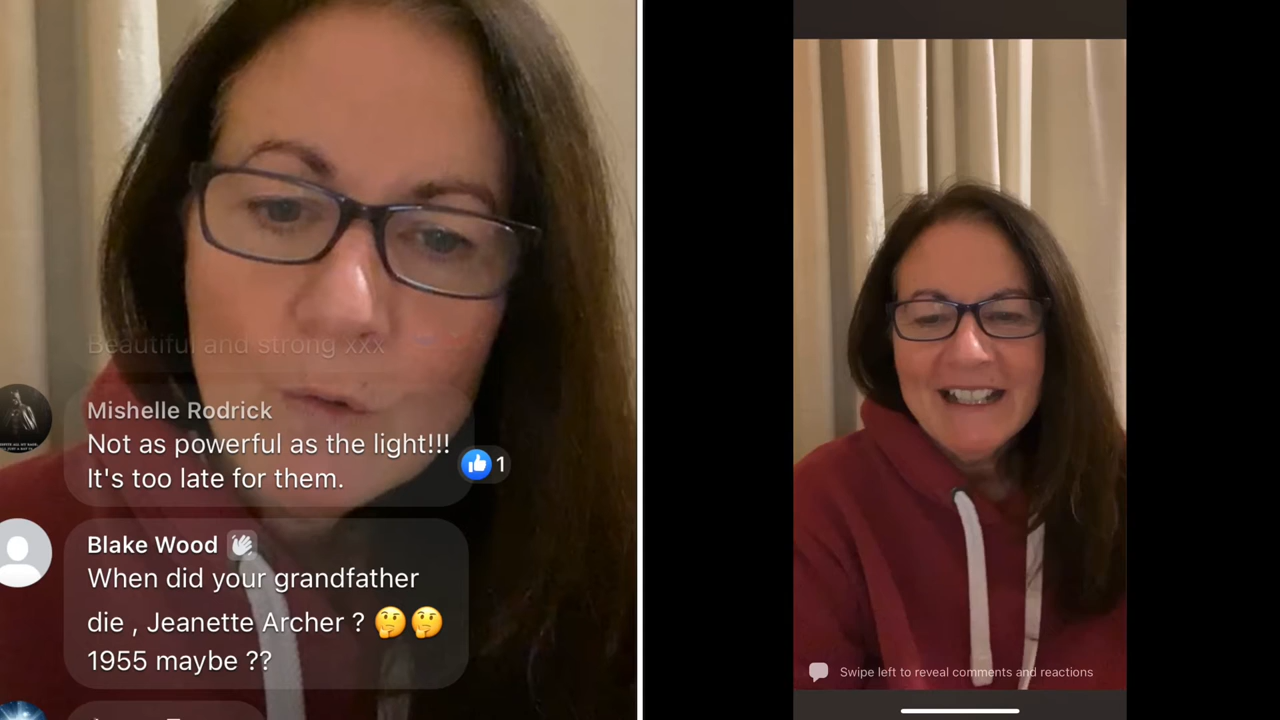 Beautiful and strong xxx
Mishelle Rodrick
Not as powerful as the light!!!
It's too late for them.
1
Blake Wood 👋
When did your grandfather
die , Jeanette Archer ? 🤔🤔
1955 maybe ??
Swipe left to reveal comments and reactions